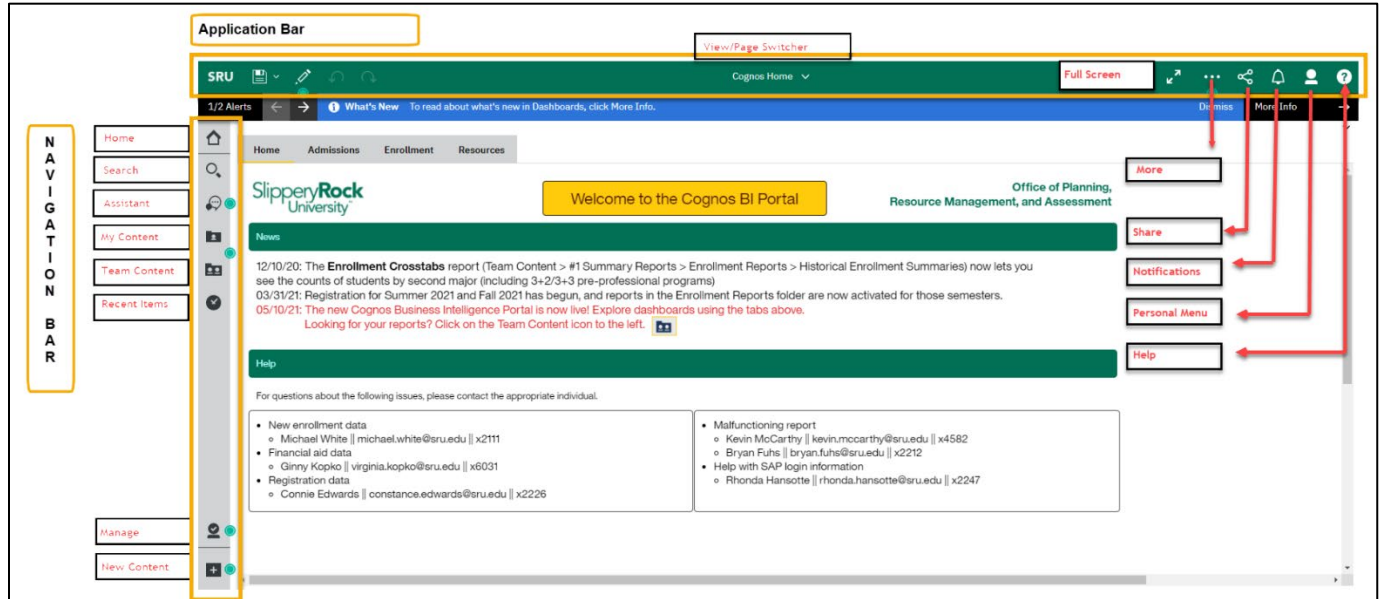 Application Bar
View/Page Switcher
SRU
Cognos Home
Full Screen
?
1/2 Alerts
What's New To read about what's new in Dashboards, click More Info.
Dismiss
More Info
NAVIGATION BAR
Home
Search
Assistant
My Content
Team Content
Recent Items
Manage
New Content
Home Admissions Enrollment Resources
SlipperyRock
University
Welcome to the Cognos BI Portal
Office of Planning,
Resource Management, and Assessment
News
12/10/20: The Enrollment Crosstabs report (Team Content > #1 Summary Reports > Enrollment Reports > Historical Enrollment Summaries) now lets you
see the counts of students by second major (including 3+2/3+3 pre-professional programs)
03/31/21: Registration for Summer 2021 and Fall 2021 has begun, and reports in the Enrollment Reports folder are now activated for those semesters.
05/10/21: The new Cognos Business Intelligence Portal is now live! Explore dashboards using the tabs above.
Looking for your reports? Click on the Team Content icon to the left.
More
Share
Notifications
Personal Menu
Help
Help
For questions about the following issues, please contact the appropriate individual.
• New enrollment data
◦ Michael White || michael.white@sru.edu || x2111
• Financial aid data
◦ Ginny Kopko || virginia.kopko@sru.edu || x6031
• Registration data
◦ Connie Edwards || constance.edwards@sru.edu || x2226
• Malfunctioning report
◦ Kevin McCarthy || kevin.mccarthy@sru.edu || x4582
◦ Bryan Fuhs || bryan.fuhs@sru.edu || x2212
• Help with SAP login information
◦ Rhonda Hansotte || rhonda.hansotte@sru.edu || x2247